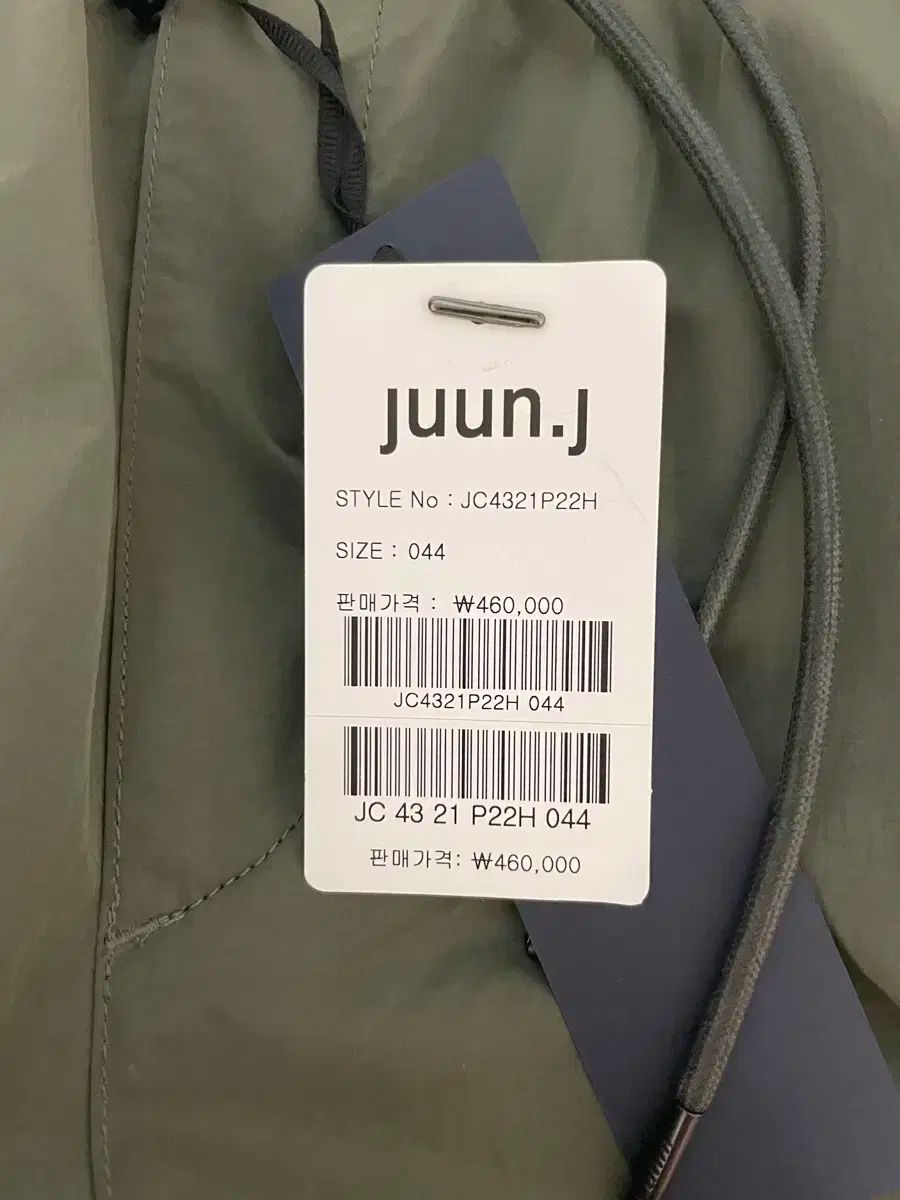 juun.j
STYLE No : JC4321P22H
SIZE : 044
판매가격 : ₩460,000
JC4321P22H 044
JC 43 21 P22H 044
판매가격: ₩460,000